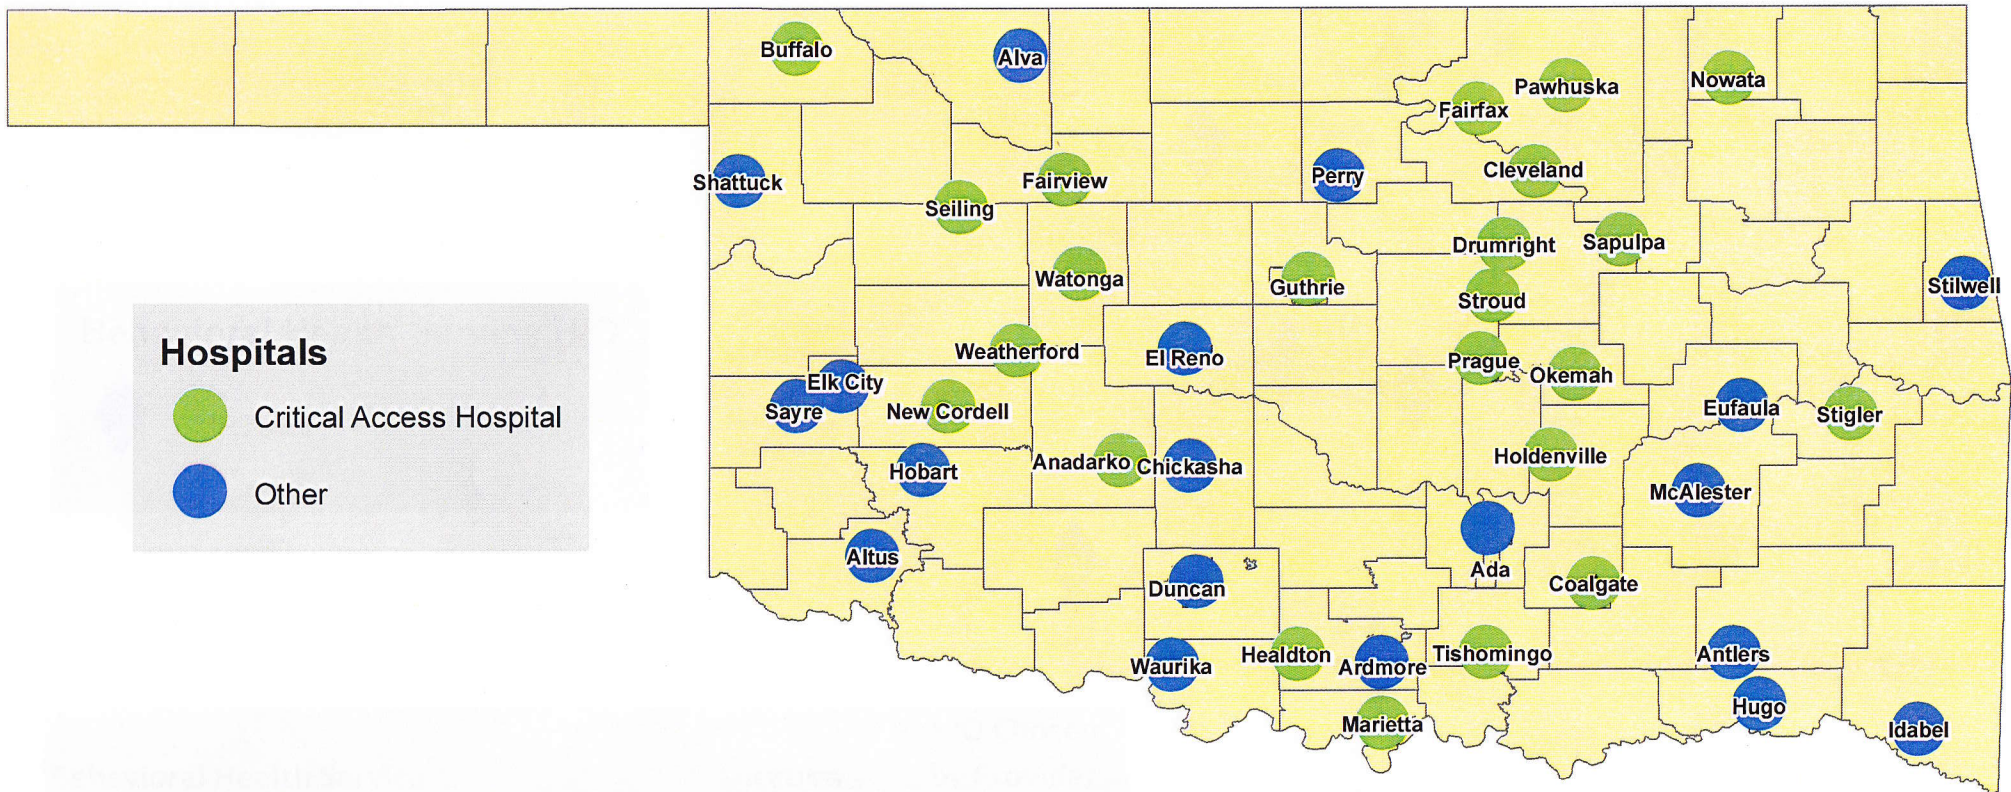 Buffalo
Alva
Pawhuska
Nowata
Fairfax
Cleveland
Shattuck
Fairview
Perry
Seiling
Drumright
Sapulpa
Watonga
Guthrie
Stroud
Stilwell
Hospitals
Critical Access Hospital
Other
Weatherford
El Reno
Prague
Okemah
Elk City
Sayre
New Cordell
Eufaula
Stigler
Hobart
Anadarko
Chickasha
Holdenville
McAlester
Altus
Duncan
Ada
Coalgate
Waurika
Healdton
Ardmore
Tishomingo
Antlers
Marietta
Hugo
Idabel